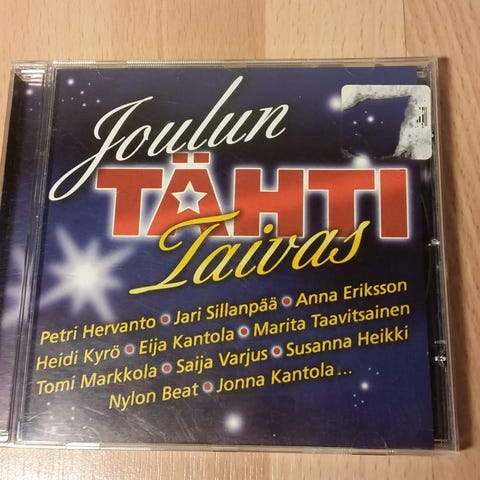 Joulun
TÄHTI
Taivas
Petri Hervanto • Jari Sillanpää • Anna Eriksson
Heidi Kyrö • Eija Kantola • Marita Taavitsainen
Tomi Markkola • Saija Varjus • Susanna Heikki
Nylon Beat • Jonna Kantola ...